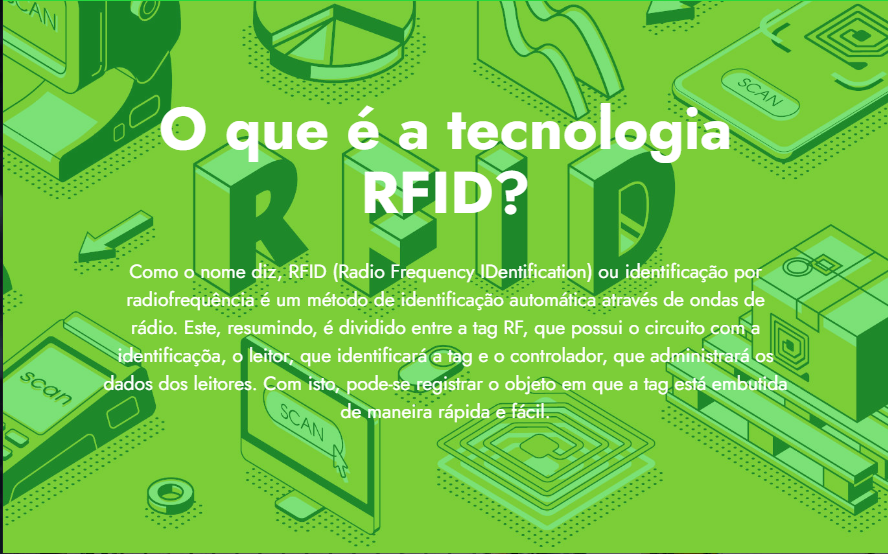 SCAN
SCAN
O que é a tecnologia
RFID?
RFID
Como o nome diz, RFID (Radio Frequency IDentification) ou identificação por
radiofrequência é um método de identificação automática através de ondas de
rádio. Este, resumindo, é dividido entre a tag RF, que possui o circuito com a
identificaçõa, o leitor, que identificará a tag e o controlador, que administrará os
dados dos leitores. Com isto, pode-se registrar o objeto em que a tag está embutida
de maneira rápida e fácil.
scan
SCAN